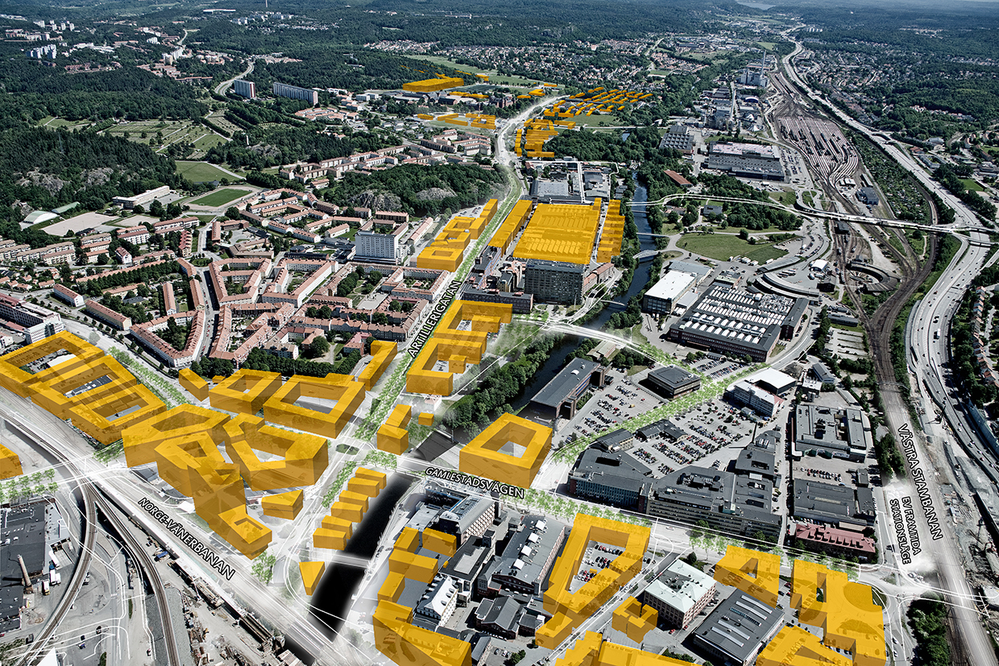 ARTILLERIGATAN
GAMLESTADSVÄGEN
NORGE-VÄNERBANAN
VÄSTRA STAMBANAN
EV FRAMTIDA
STATIONSLÄGE